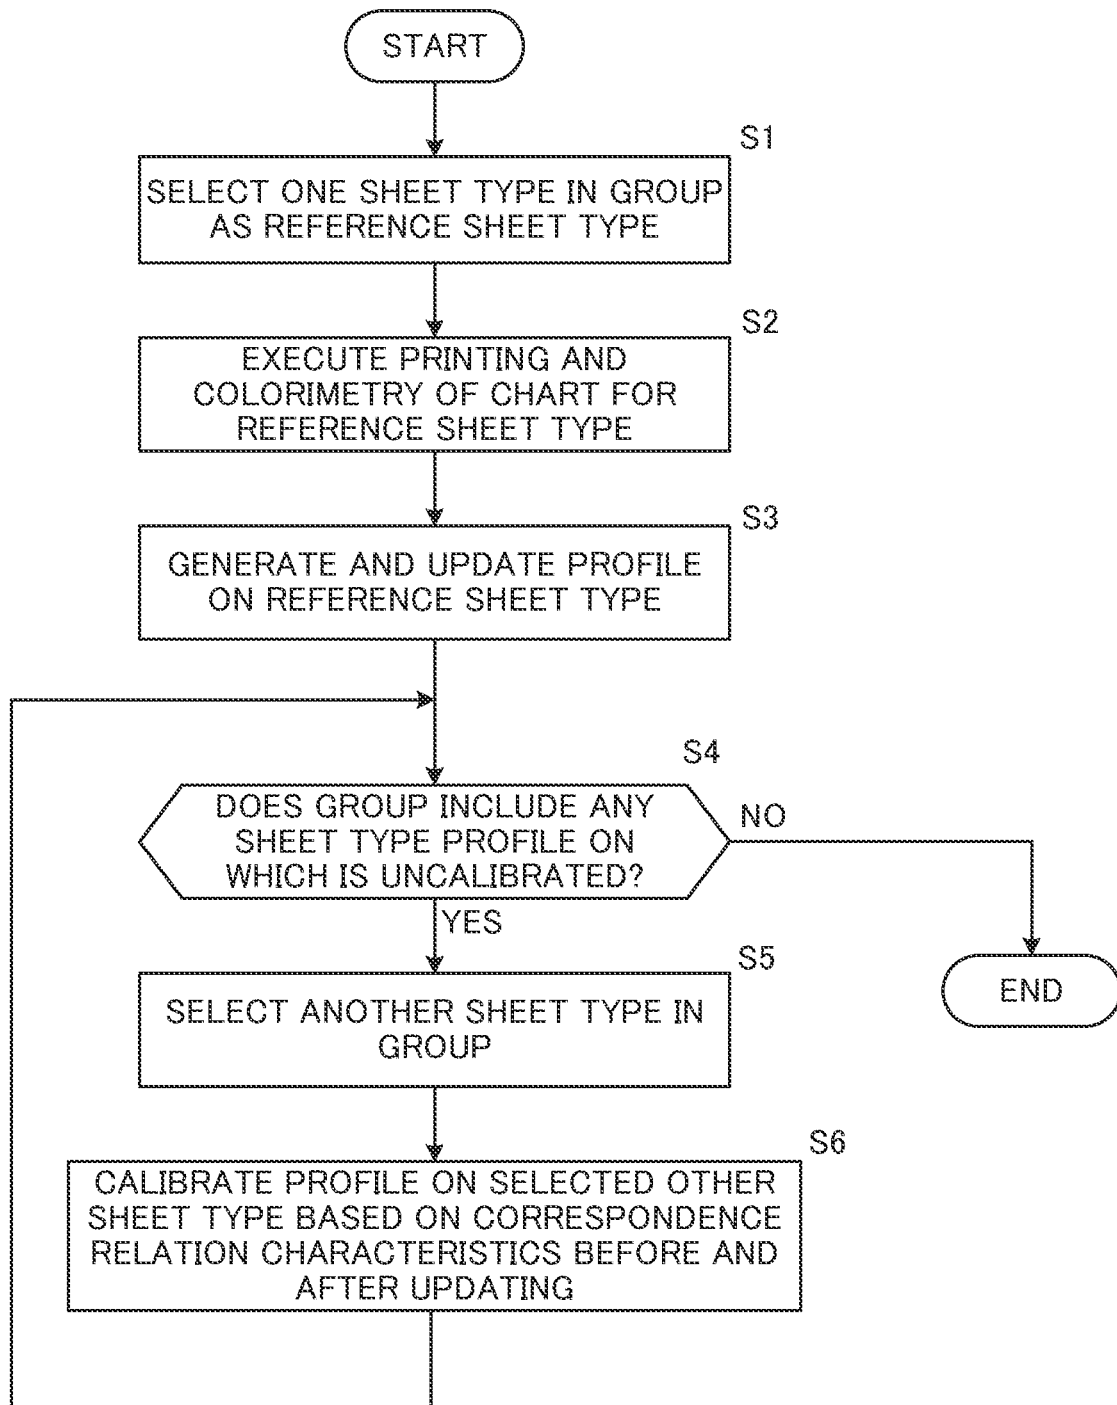 START
S1
SELECT ONE SHEET TYPE IN GROUP
AS REFERENCE SHEET TYPE
S2
EXECUTE PRINTING AND
COLORIMETRY OF CHART FOR
REFERENCE SHEET TYPE
S3
GENERATE AND UPDATE PROFILE
ON REFERENCE SHEET TYPE
S4
DOES GROUP INCLUDE ANY
SHEET TYPE PROFILE ON
WHICH IS UNCALIBRATED?
NO
YES
END
S5
SELECT ANOTHER SHEET TYPE IN
GROUP
S6
CALIBRATE PROFILE ON SELECTED OTHER
SHEET TYPE BASED ON CORRESPONDENCE
RELATION CHARACTERISTICS BEFORE AND
AFTER UPDATING